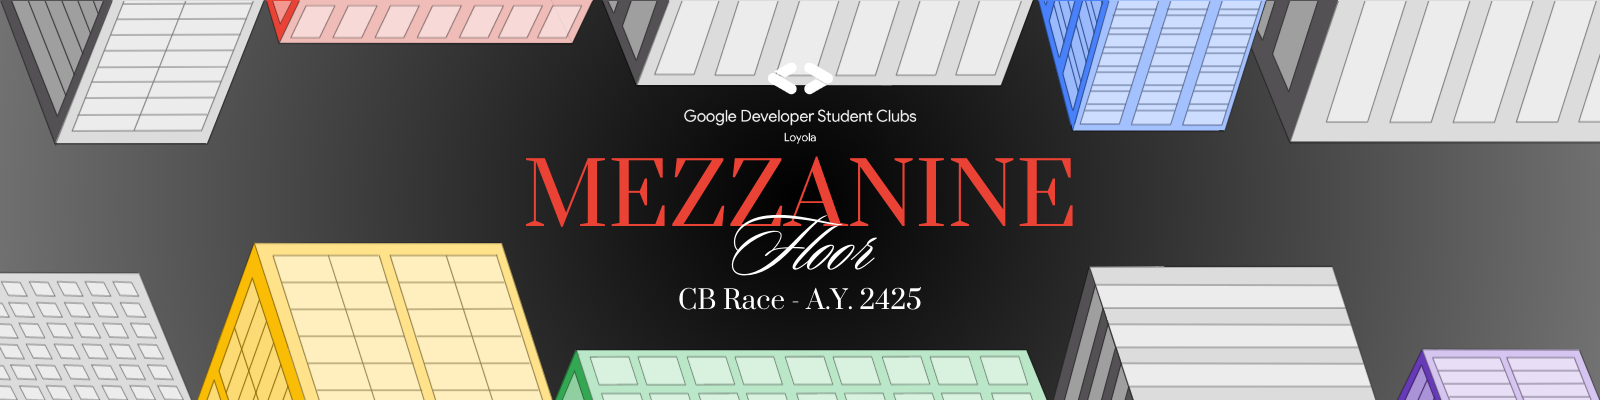 Google Developer Student Clubs
Loyola
MEZZANINE
Floor
CB Race - A.Y. 2425